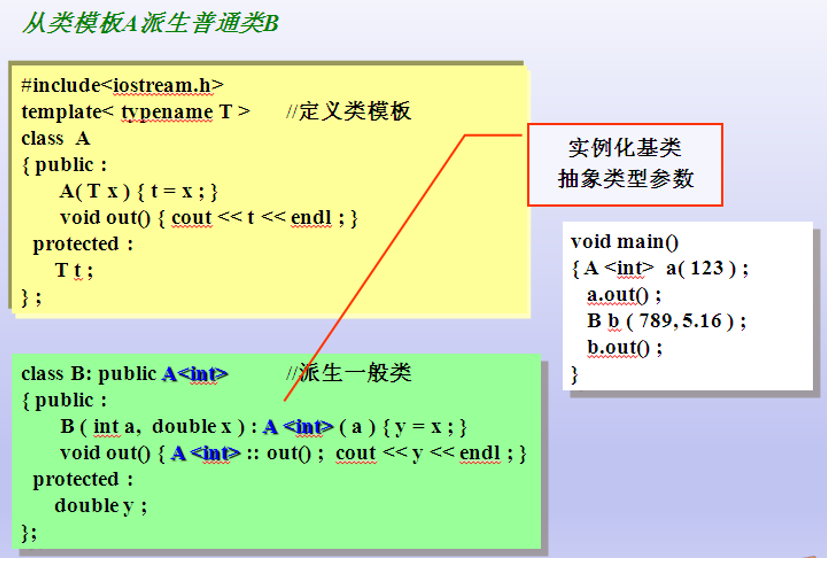 从类模板A派生普通类B
#include<iostream.h>
template< typename T >    //定义类模板
class  A
{ public :
A( T x ) { t = x ; }
void out() { cout << t << endl ; }
protected :
T t ;
} ;
实例化基类
抽象类型参数
void main()
{ A <int>  a( 123 ) ;
a.out() ;
B b ( 789, 5.16 ) ;
b.out() ;
}
class B: public A<int>    //派生一般类
{ public :
B ( int a,  double x ) : A <int> ( a ) { y = x ; }
void out() { A <int> :: out() ;  cout << y << endl ; }
protected :
double y ;
};